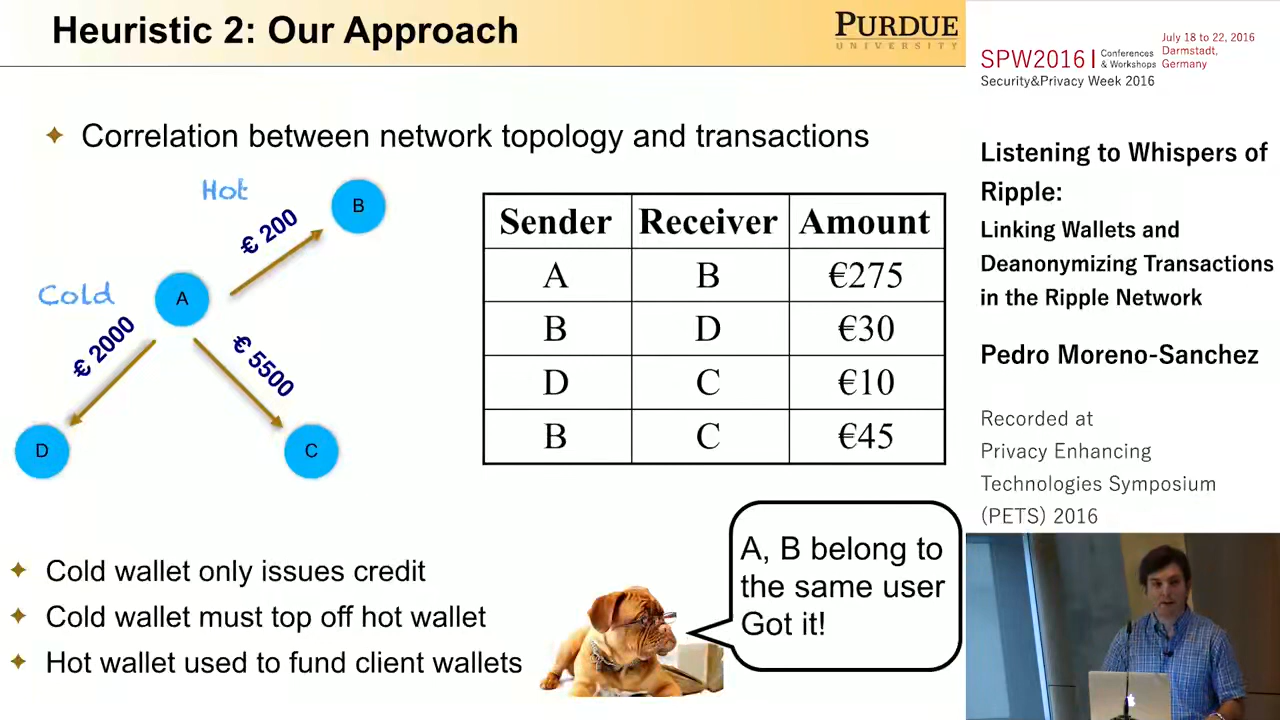 Heuristic 2: Our Approach
PURDUE
UNIVERSITY
✦ Correlation between network topology and transactions
Hot
B
€ 200
Cold
A
€ 2000
€ 5500
D
C
Sender Receiver Amount
A B €275
B D €30
D C €10
B C €45
✦ Cold wallet only issues credit
✦ Cold wallet must top off hot wallet
✦ Hot wallet used to fund client wallets
A, B belong to
the same user
Got it!
SPW2016 | Conferences
& Workshops
July 18 to 22, 2016
Darmstadt,
Germany
Security&Privacy Week 2016
Listening to Whispers of
Ripple:
Linking Wallets and
Deanonymizing Transactions
in the Ripple Network
Pedro Moreno-Sanchez
Recorded at
Privacy Enhancing
Technologies Symposium
(PETS) 2016